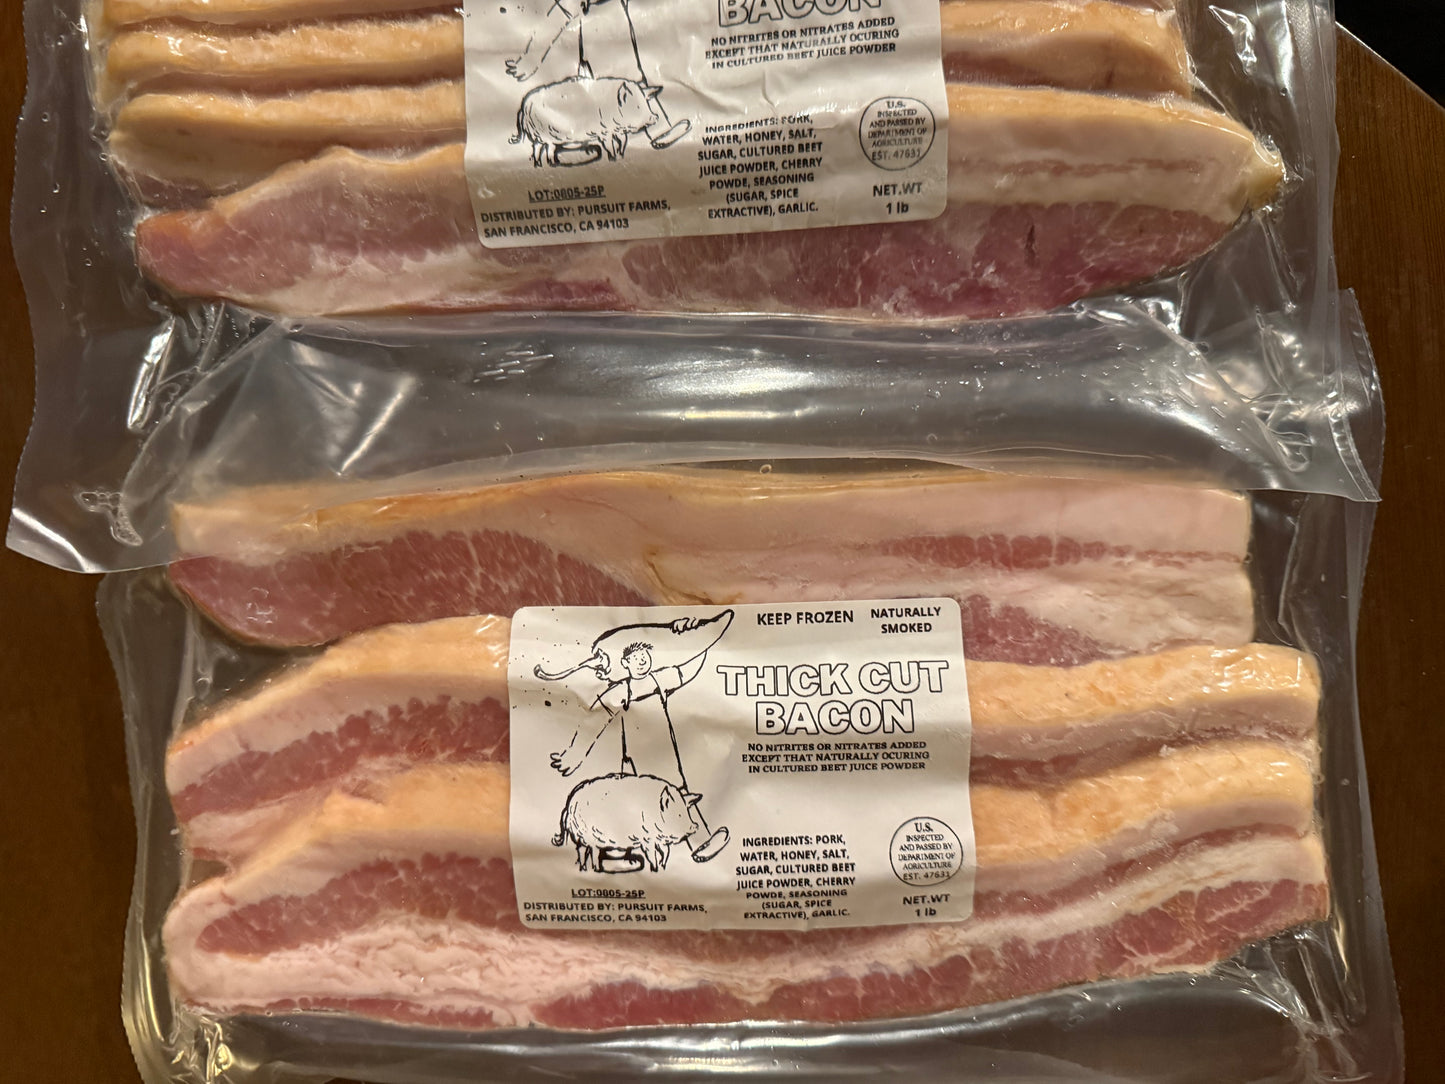 BACON
NO NITRITES OR NITRATES ADDED
EXCEPT THAT NATURALLY OCURING
IN CULTURED BEET JUICE POWDER
INGREDIENTS: PORK,
WATER, HONEY, SALT,
SUGAR, CULTURED BEET
JUICE POWDER, CHERRY
POWDE, SEASONING
(SUGAR, SPICE
EXTRACTIVE), GARLIC.
U.S.
INSPECTED
AND PASSED BY
DEPARTMENT OF
AGRICULTURE
EST. 47631
NET.WT
1 lb
LOT:0805-25P
DISTRIBUTED BY: PURSUIT FARMS,
SAN FRANCISCO, CA 94103
KEEP FROZEN
NATURALLY
SMOKED
THICK CUT
BACON
NO NITRITES OR NITRATES ADDED
EXCEPT THAT NATURALLY OCURING
IN CULTURED BEET JUICE POWDER
INGREDIENTS: PORK,
WATER, HONEY, SALT,
SUGAR, CULTURED BEET
JUICE POWDER, CHERRY
POWDE, SEASONING
(SUGAR, SPICE
EXTRACTIVE), GARLIC.
U.S.
INSPECTED
AND PASSED BY
DEPARTMENT OF
AGRICULTURE
EST. 47631
NET.WT
1 lb
LOT:0805-25P
DISTRIBUTED BY: PURSUIT FARMS,
SAN FRANCISCO, CA 94103